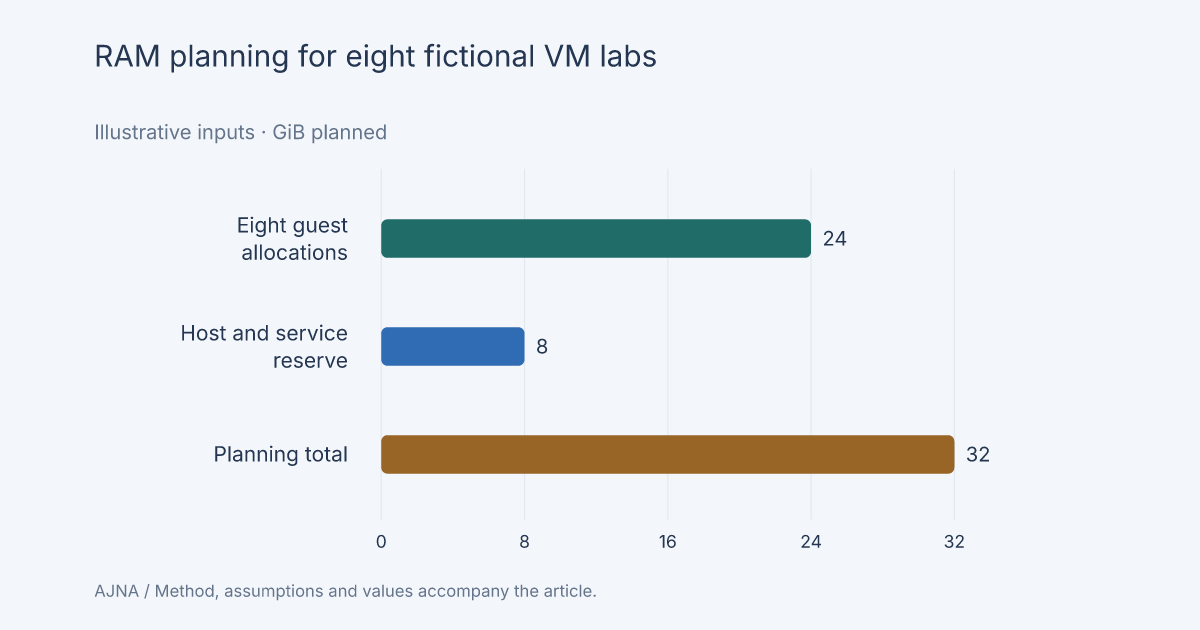 RAM planning for eight fictional VM labs
Illustrative inputs · GiB planned
Eight guest
allocations
24
Host and service
reserve
8
Planning total
32
0 8 16 24 32
AJNA / Method, assumptions and values accompany the article.